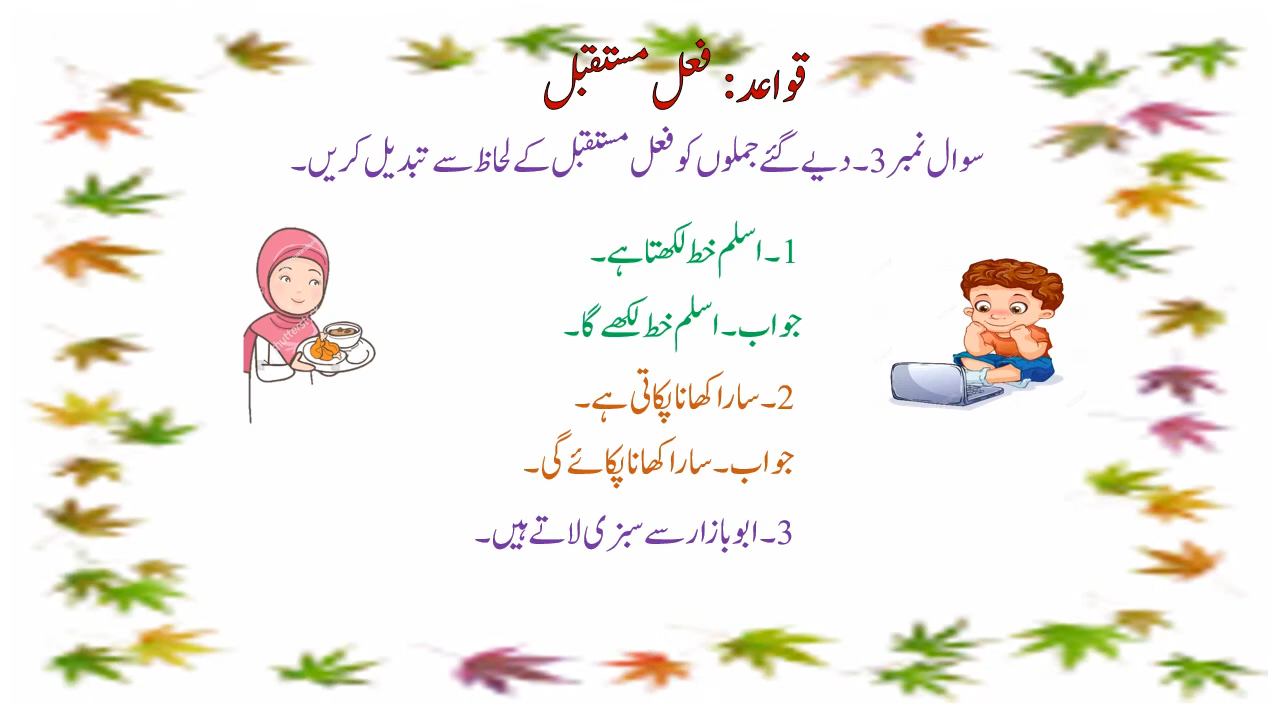 قواعد: فعل مستقبل
سوال نمبر 3۔ دیے گئے جملوں کو فعل مستقبل کے لحاظ سے تبدیل کریں۔
1۔ اسلم خط لکھتا ہے۔
جواب۔ اسلم خط لکھے گا۔
2۔ سارا کھانا پکاتی ہے۔
جواب۔ سارا کھانا پکائے گی۔
3۔ ابو بازار سے سبزی لاتے ہیں۔